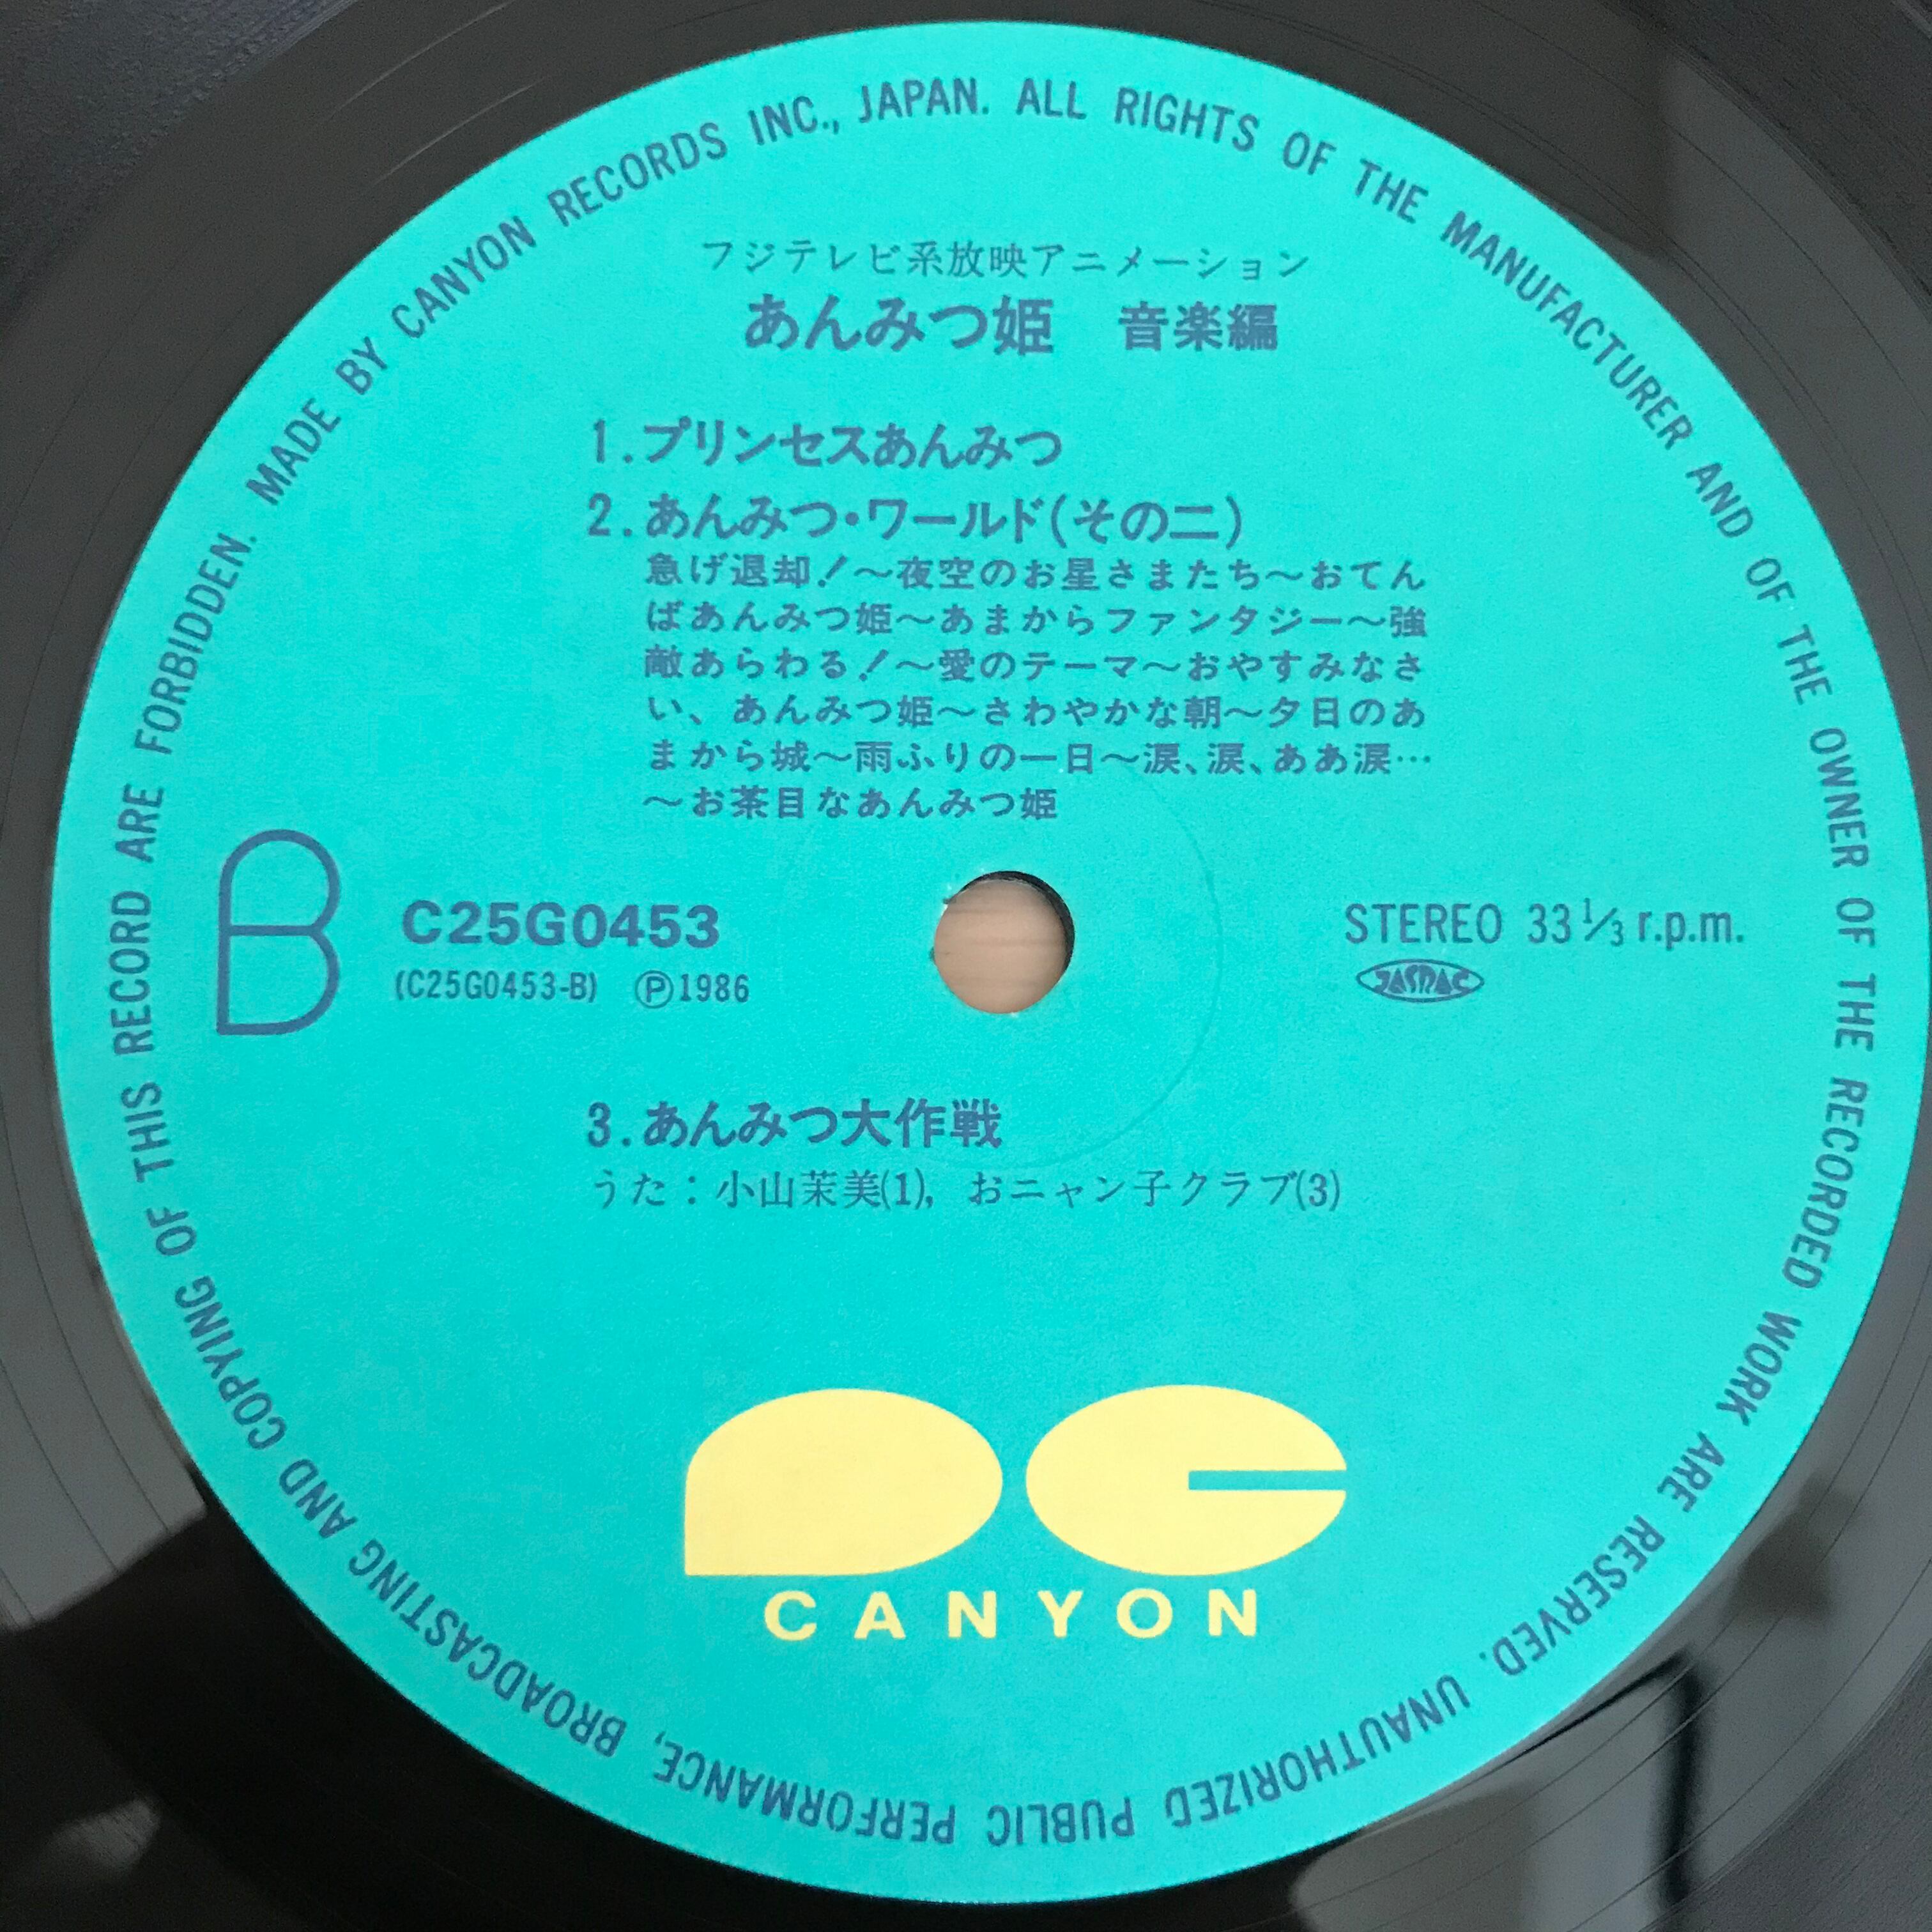 フジテレビ系放映アニメーション
あんみつ姫 音楽編
1.プリンセスあんみつ
2.あんみつ・ワールド(その二)
急げ退却!～夜空のお星さまたち～おてん
ばあんみつ姫～あまからファンタジー～強
敵あらわる!～愛のテーマ～おやすみなさ
い、あんみつ姫～さわやかな朝～夕日のあ
まから城～雨ふりの一日～涙、涙、ああ涙…
～お茶目なあんみつ姫
B
C25G0453
(C25G0453-B) Ⓟ1986
STEREO 33 1/3 r.p.m.
JASRAC
3.あんみつ大作戦
うた：小山茉美(1), おニャン子クラブ(3)
PC
CANYON
MADE BY CANYON RECORDS INC., JAPAN. ALL RIGHTS OF THE MANUFACTURER AND OF THE OWNER OF THE RECORDED WORK ARE RESERVED. UNAUTHORIZED PUBLIC PERFORMANCE, BROADCASTING AND COPYING OF THIS RECORD ARE FORBIDDEN.